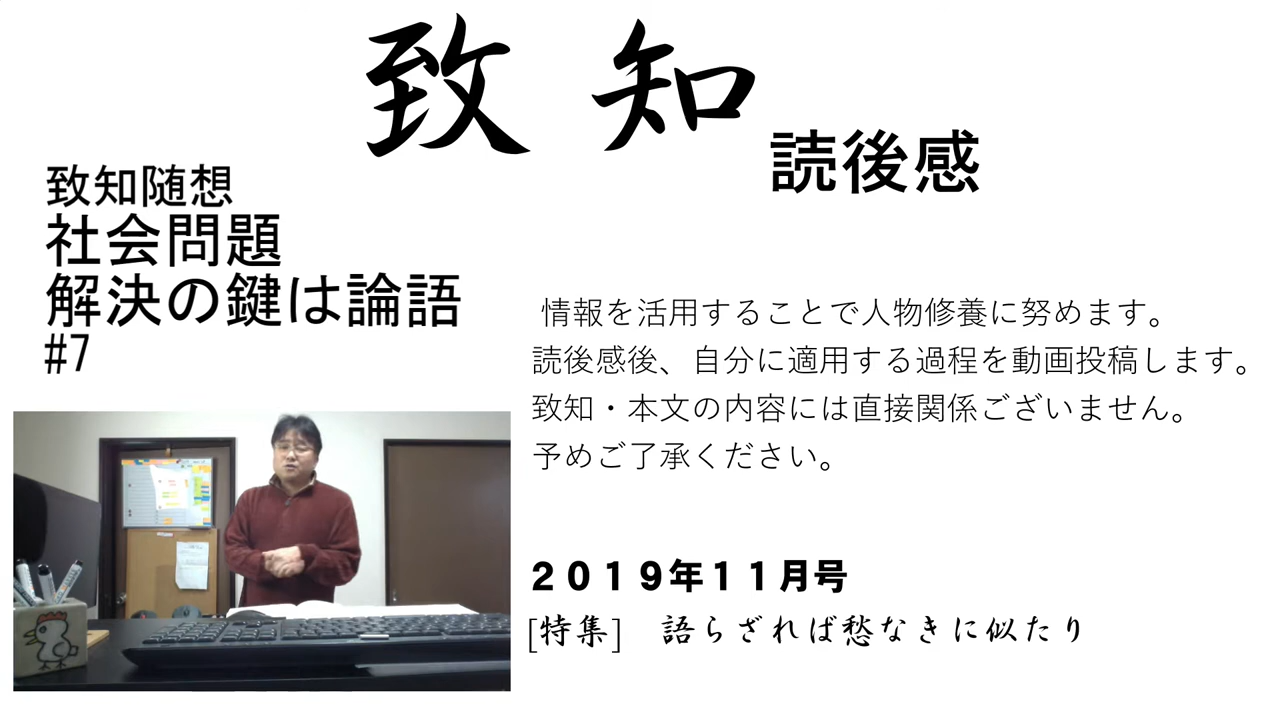 致知
読後感
致知随想
社会問題
解決の鍵は論語
#7
情報を活用することで人物修養に努めます。
読後感後、自分に適用する過程を動画投稿します。
致知・本文の内容には直接関係ございません。
予めご了承ください。
２０１９年１１月号
[特集]　語らざれば愁なきに似たり